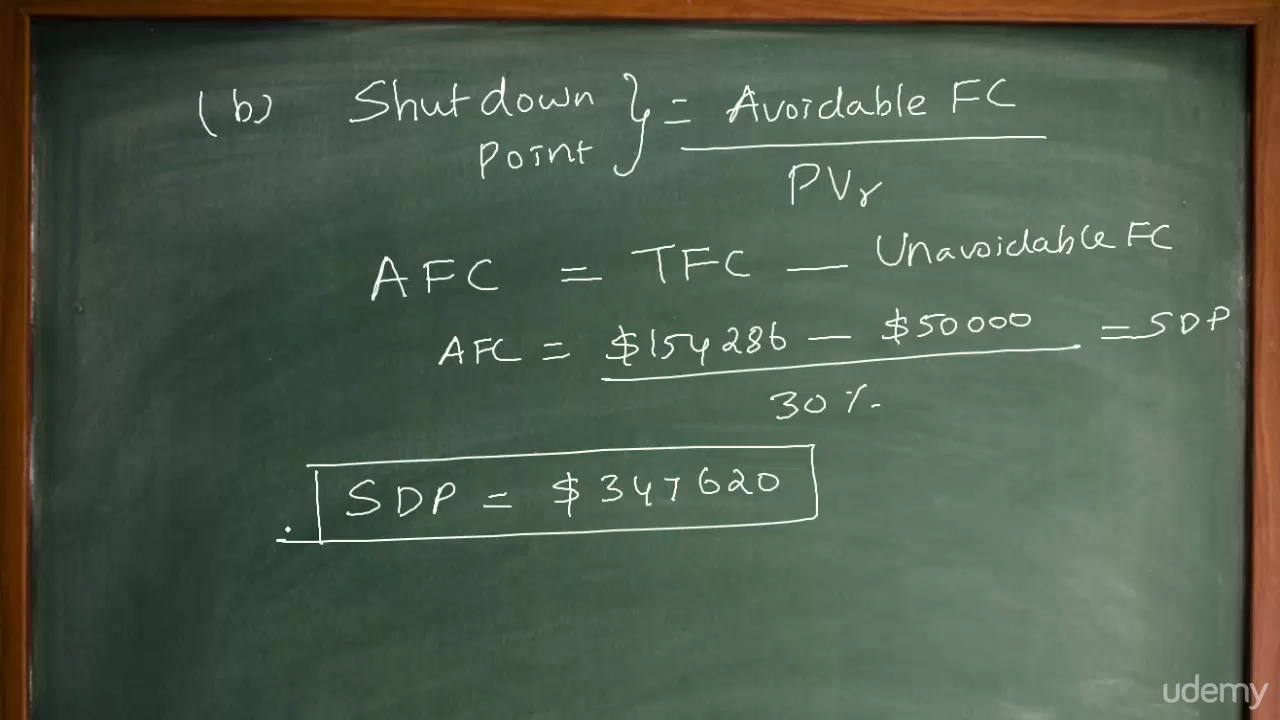 (b) Shutdown Point } = Avoidable FC
PVr
AFC = TFC — Unavoidable FC
AFC = $154286 — $50000 = SDP
30%
SDP = $347620
udemy